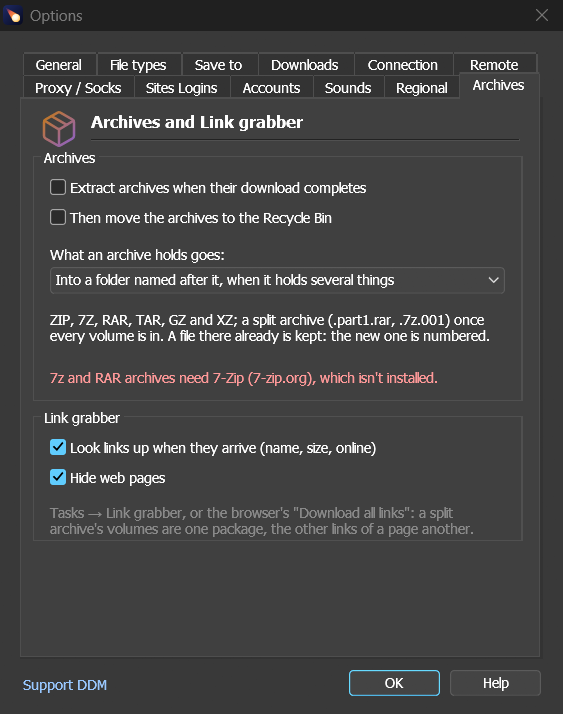 Options
General
File types
Save to
Downloads
Connection
Remote
Proxy / Socks
Sites Logins
Accounts
Sounds
Regional
Archives
Archives and Link grabber
Archives
Extract archives when their download completes
Then move the archives to the Recycle Bin
What an archive holds goes:
Into a folder named after it, when it holds several things
ZIP, 7Z, RAR, TAR, GZ and XZ; a split archive (.part1.rar, .7z.001) once
every volume is in. A file there already is kept: the new one is numbered.
7z and RAR archives need 7-Zip (7-zip.org), which isn't installed.
Link grabber
Look links up when they arrive (name, size, online)
Hide web pages
Tasks → Link grabber, or the browser's "Download all links": a split
archive's volumes are one package, the other links of a page another.
Support DDM
OK
Help